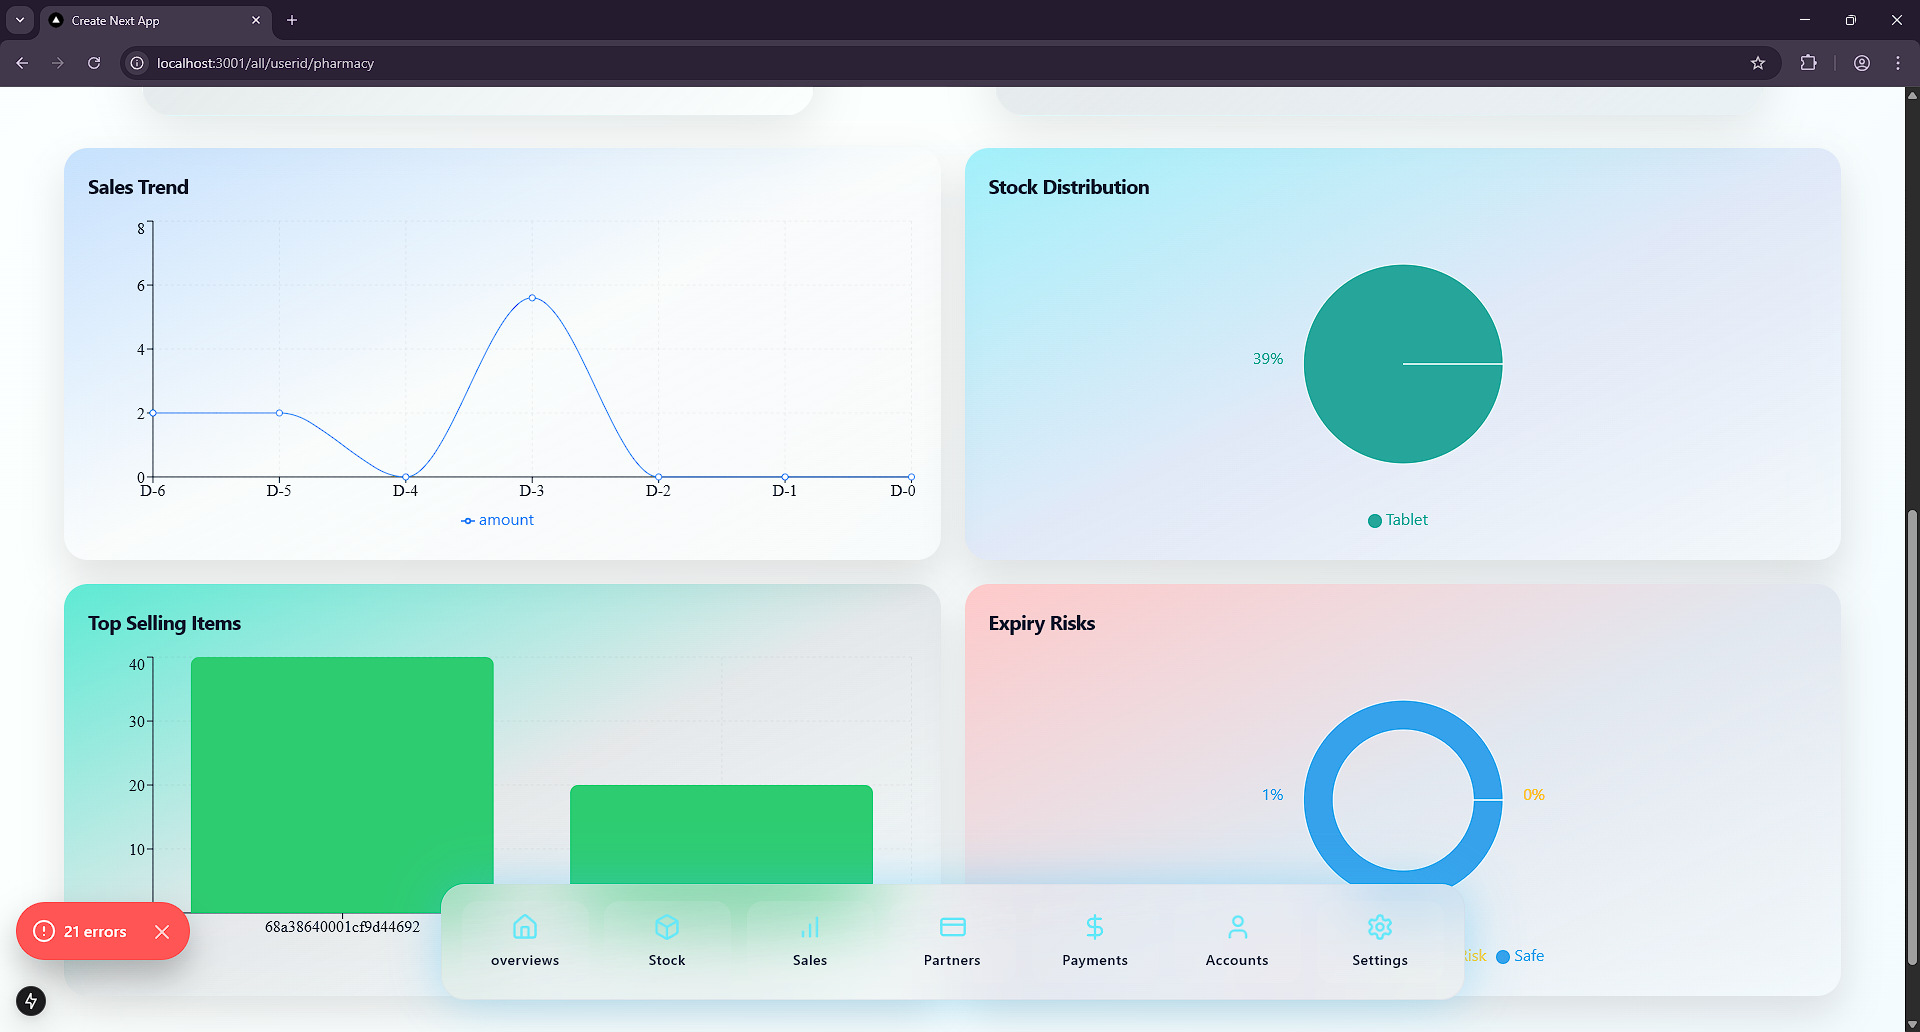 Create Next App
localhost:3001/all/userid/pharmacy
Sales Trend
8
6
4
2
0
D-6 D-5 D-4 D-3 D-2 D-1 D-0
amount
Stock Distribution
39%
Tablet
Top Selling Items
40
30
20
10
68a38640001cf9d44692
Expiry Risks
1%
0%
Safe
21 errors
overviews Stock Sales Partners Payments Accounts Settings